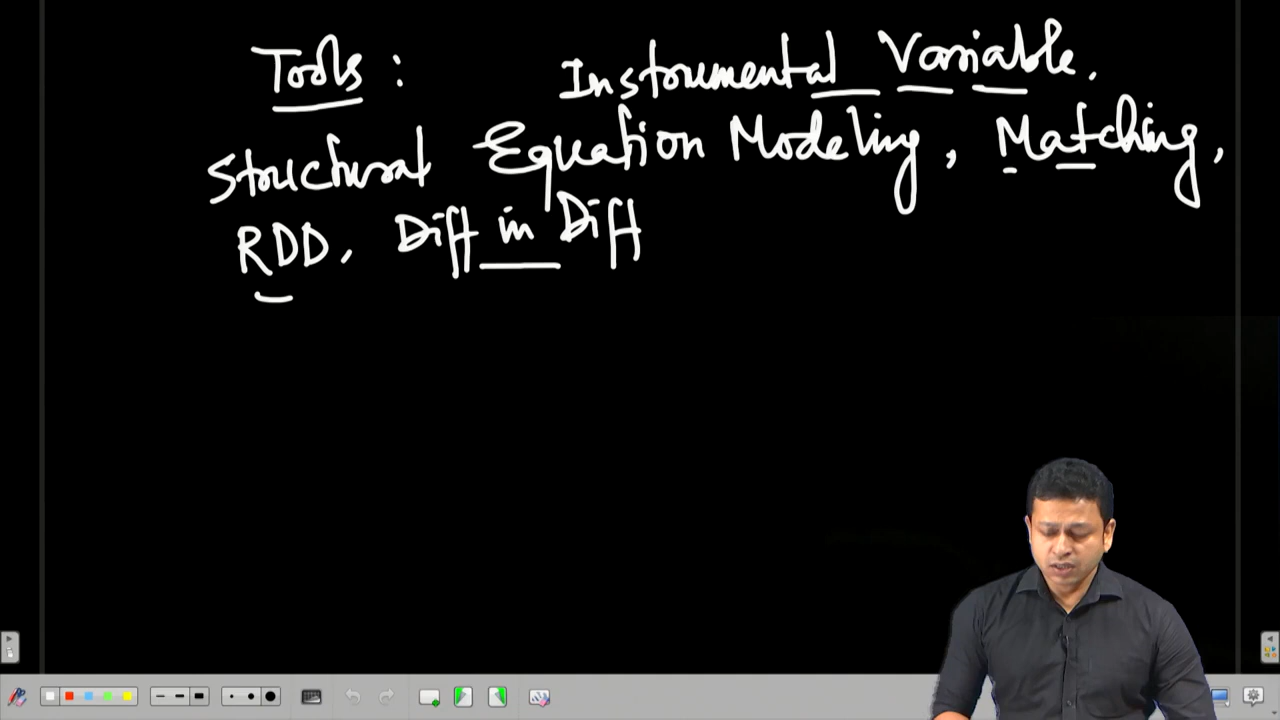 Tools : Instrumental Variable.
Structural Equation Modeling, Matching,
RDD, Diff in Diff